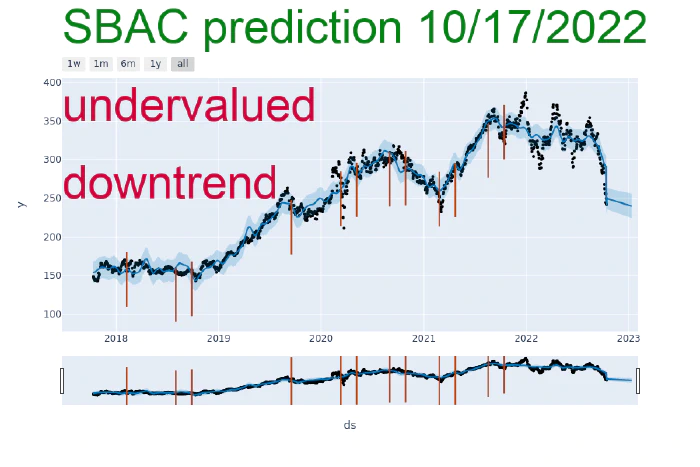 SBAC prediction 10/17/2022
1w 1m 6m 1y all
400
undervalued
350
300
downtrend
250
y
200
150
100
2018 2019 2020 2021 2022 2023
ds